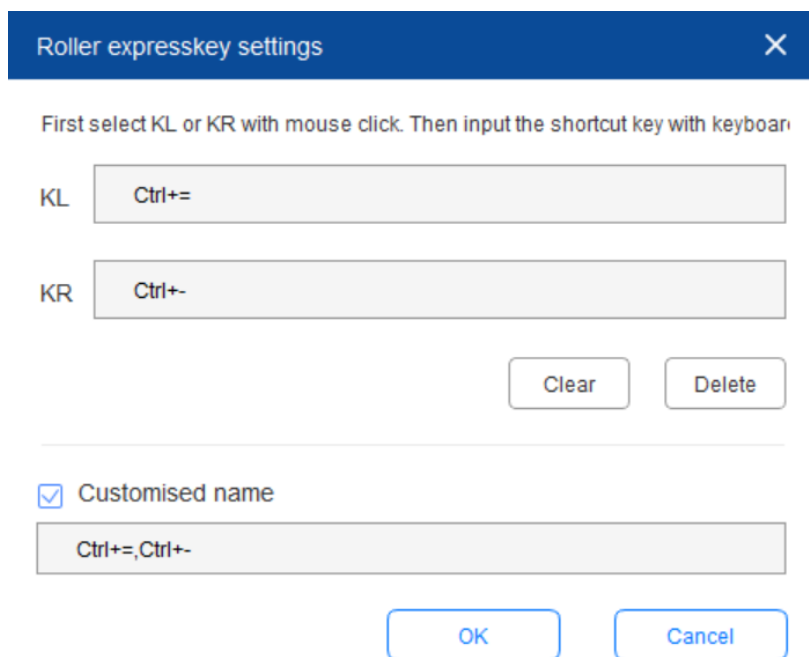 Roller expresskey settings
First select KL or KR with mouse click. Then input the shortcut key with
KL
Ctrl+=
KR
Ctrl+-
Clear
Delete
Customised name
Ctrl+=,Ctrl+-
OK
Cancel